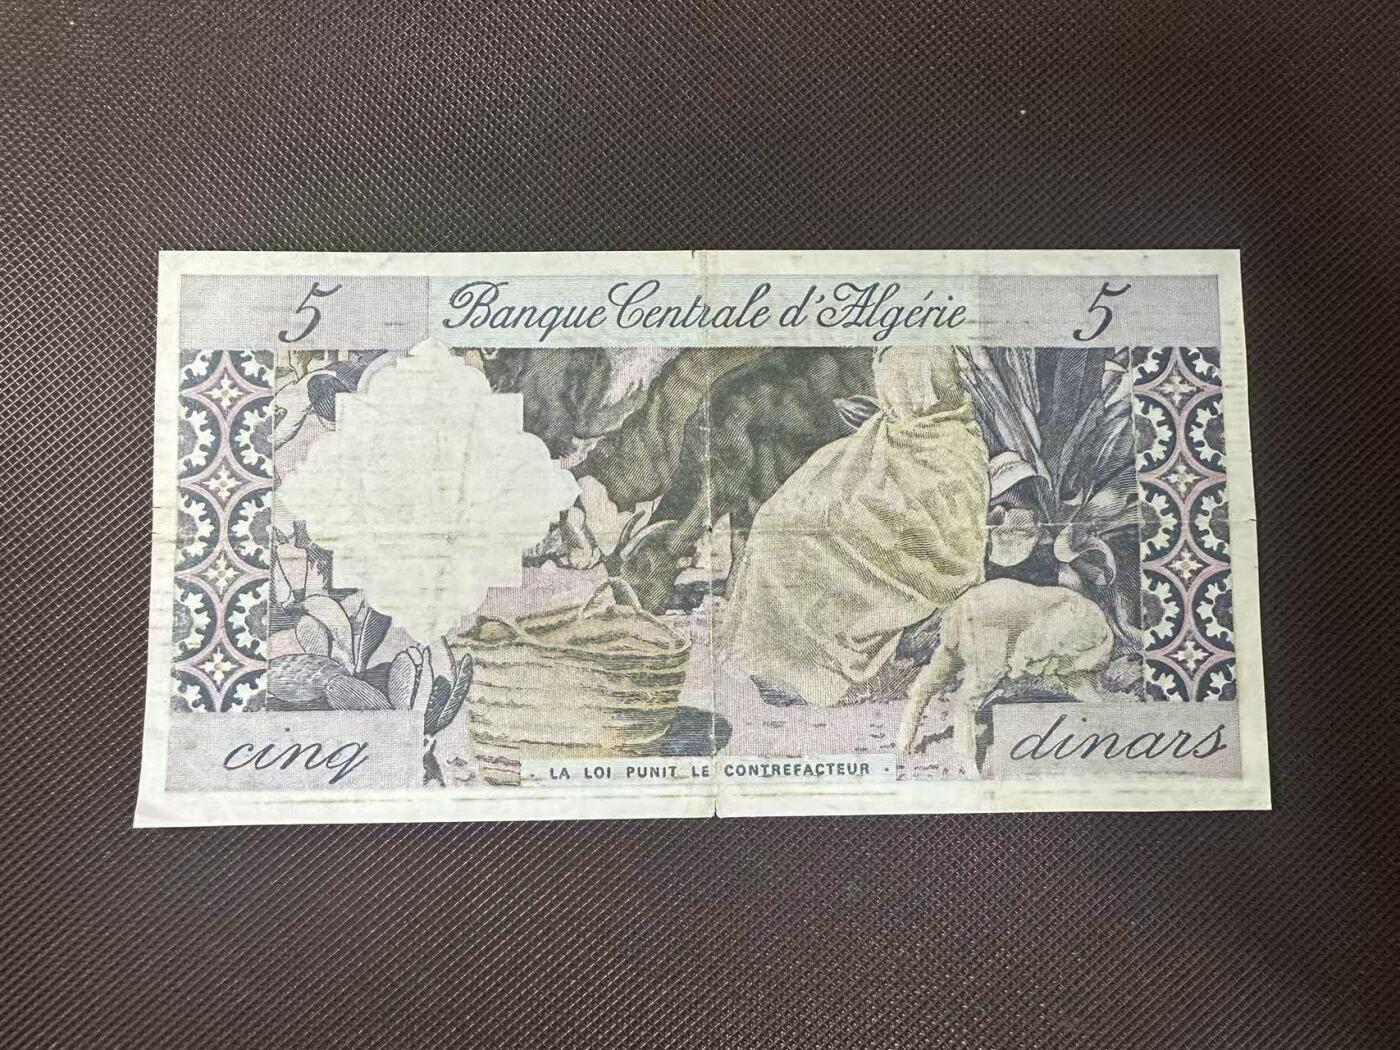 5 Banque Centrale d'Algérie 5
cinq dinars
· LA LOI PUNIT LE CONTREFACTEUR ·